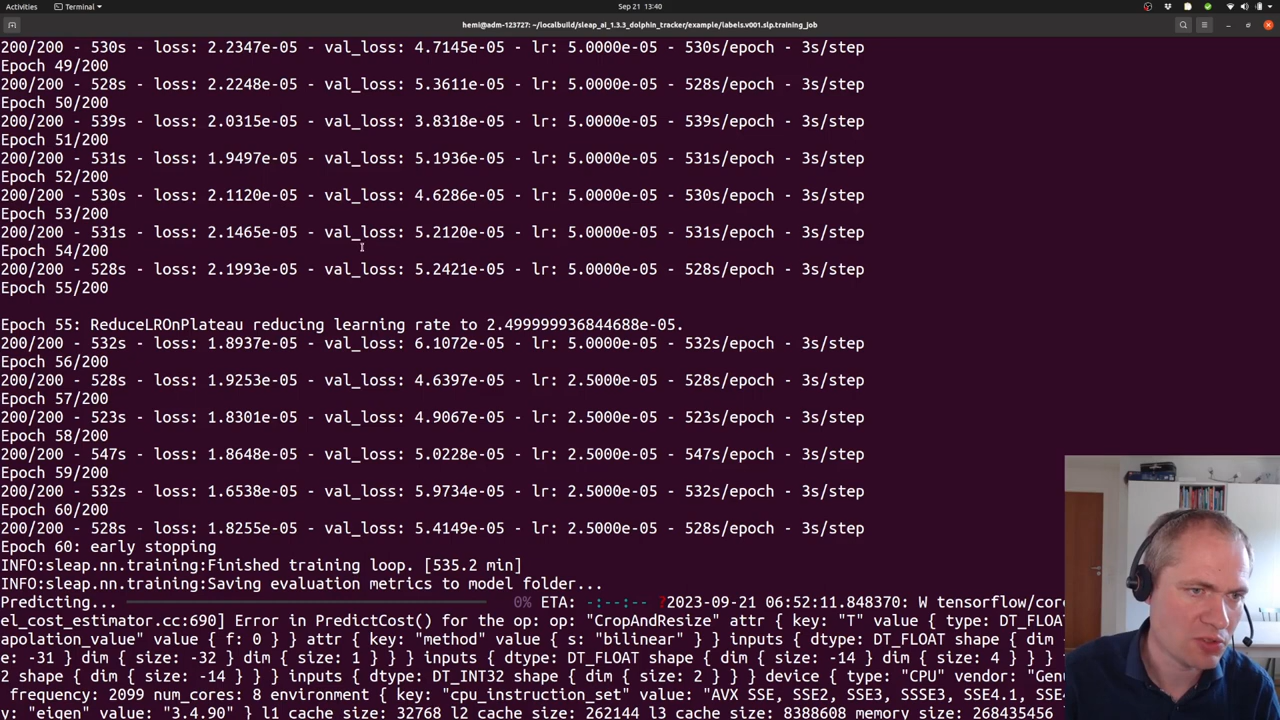 Activities
Terminal
Sep 21 13:40
hemi@adm-123727: ~/localbuild/sleap_ai_1.3.3_dolphin_tracker/example/labels.v001.slp.training_job
200/200 - 530s - loss: 2.2347e-05 - val_loss: 4.7145e-05 - lr: 5.0000e-05 - 530s/epoch - 3s/step
Epoch 49/200
200/200 - 528s - loss: 2.2248e-05 - val_loss: 5.3611e-05 - lr: 5.0000e-05 - 528s/epoch - 3s/step
Epoch 50/200
200/200 - 539s - loss: 2.0315e-05 - val_loss: 3.8318e-05 - lr: 5.0000e-05 - 539s/epoch - 3s/step
Epoch 51/200
200/200 - 531s - loss: 1.9497e-05 - val_loss: 5.1936e-05 - lr: 5.0000e-05 - 531s/epoch - 3s/step
Epoch 52/200
200/200 - 530s - loss: 2.1120e-05 - val_loss: 4.6286e-05 - lr: 5.0000e-05 - 530s/epoch - 3s/step
Epoch 53/200
200/200 - 531s - loss: 2.1465e-05 - val_loss: 5.2120e-05 - lr: 5.0000e-05 - 531s/epoch - 3s/step
Epoch 54/200
200/200 - 528s - loss: 2.1993e-05 - val_loss: 5.2421e-05 - lr: 5.0000e-05 - 528s/epoch - 3s/step
Epoch 55/200
Epoch 55: ReduceLROnPlateau reducing learning rate to 2.499999936844688e-05.
200/200 - 532s - loss: 1.8937e-05 - val_loss: 6.1072e-05 - lr: 5.0000e-05 - 532s/epoch - 3s/step
Epoch 56/200
200/200 - 528s - loss: 1.9253e-05 - val_loss: 4.6397e-05 - lr: 2.5000e-05 - 528s/epoch - 3s/step
Epoch 57/200
200/200 - 523s - loss: 1.8301e-05 - val_loss: 4.9067e-05 - lr: 2.5000e-05 - 523s/epoch - 3s/step
Epoch 58/200
200/200 - 547s - loss: 1.8648e-05 - val_loss: 5.0228e-05 - lr: 2.5000e-05 - 547s/epoch - 3s/step
Epoch 59/200
200/200 - 532s - loss: 1.6538e-05 - val_loss: 5.9734e-05 - lr: 2.5000e-05 - 532s/epoch - 3s/step
Epoch 60/200
200/200 - 528s - loss: 1.8255e-05 - val_loss: 5.4149e-05 - lr: 2.5000e-05 - 528s/epoch - 3s/step
Epoch 60: early stopping
INFO:sleap.nn.training:Finished training loop. [535.2 min]
INFO:sleap.nn.training:Saving evaluation metrics to model folder...
Predicting... 0% ETA: -:--:-- ?2023-09-21 06:52:11.848370: W tensorflow/cor
el_cost_estimator.cc:690] Error in PredictCost() for the op: op: "CropAndResize" attr { key: "T" value { type: DT_FLOA
apolation_value" value { f: 0 } } attr { key: "method" value { s: "bilinear" } } inputs { dtype: DT_FLOAT shape { dim
e: -31 } dim { size: -32 } dim { size: 1 } } } inputs { dtype: DT_FLOAT shape { dim { size: -14 } dim { size: 4 } } }
2 shape { dim { size: -14 } } } inputs { dtype: DT_INT32 shape { dim { size: 2 } } } device { type: "CPU" vendor: "Genu
frequency: 2099 num_cores: 8 environment { key: "cpu_instruction_set" value: "AVX SSE, SSE2, SSE3, SSSE3, SSE4.1, SSE4
y: "eigen" value: "3.4.90" } l1_cache_size: 32768 l2_cache_size: 262144 l3_cache_size: 8388608 memory_size: 268435456